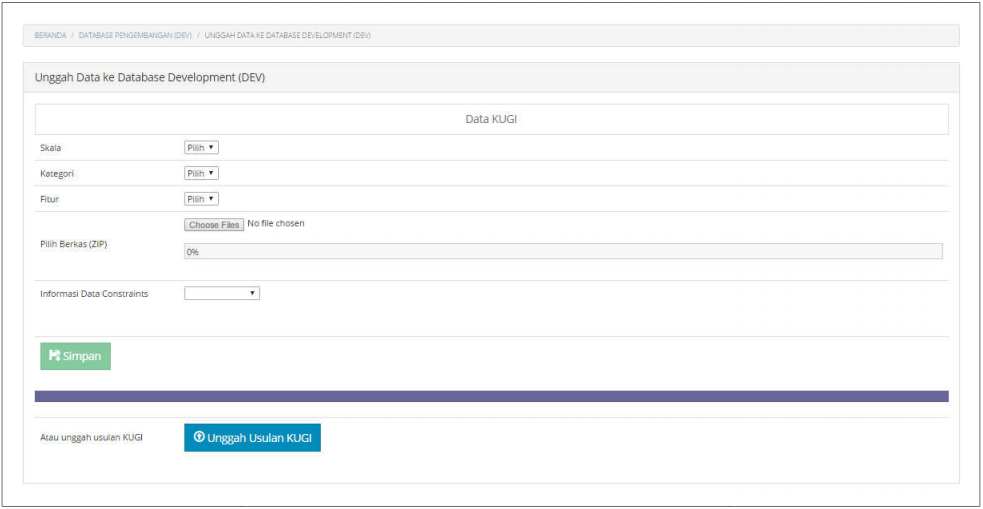 BERANDA / DATABASE PENGEMBANGAN (DEV) / UNGGAH DATA KE DATABASE DEVELOPMENT (DEV)
Unggah Data ke Database Development (DEV)
Data KUGI
Skala Pilih
Kategori Pilih
Fitur Pilih
Choose Files No file chosen
Pilih Berkas (ZIP)
0%
Informasi Data Constraints
Simpan
Atau unggah usulan KUGI Unggah Usulan KUGI